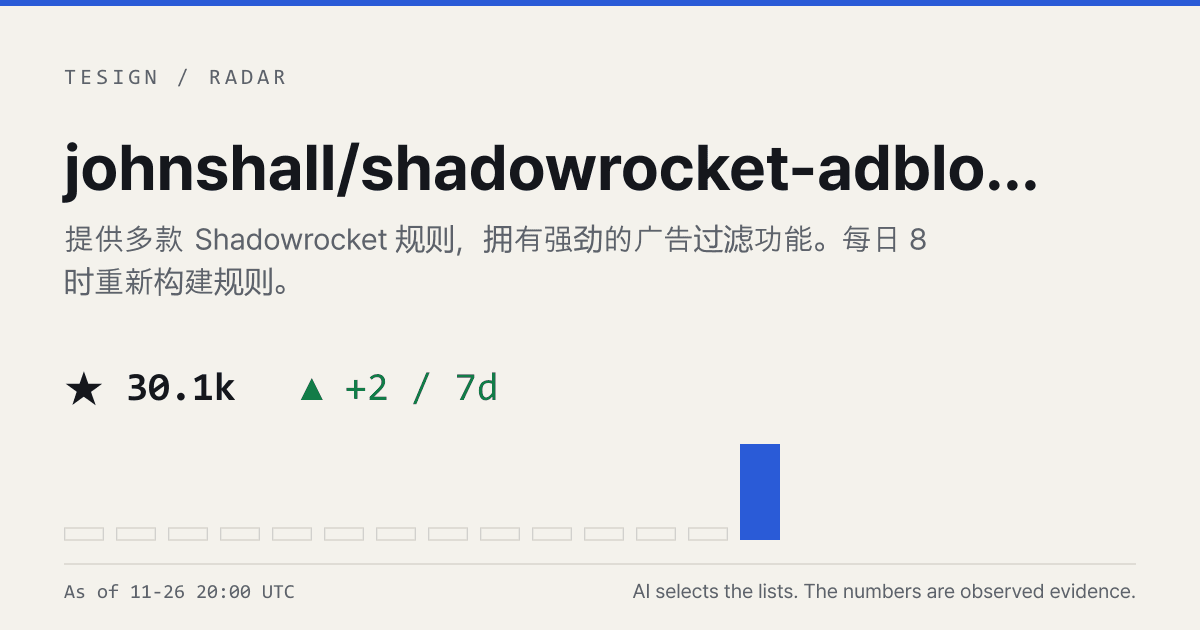 TESIGN / RADAR
johnshall/shadowrocket-adblo...
提供多款 Shadowrocket 规则，拥有强劲的广告过滤功能。每日 8
时重新构建规则。
★ 30.1k ▲ +2 / 7d
As of 11-26 20:00 UTC
AI selects the lists. The numbers are observed evidence.